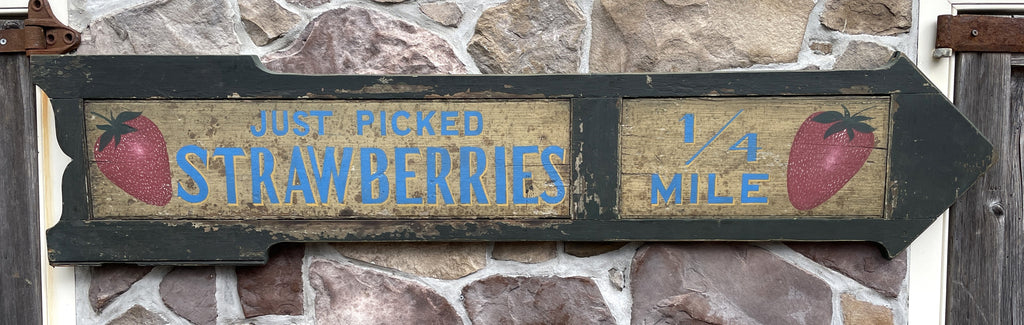 JUST PICKED
STRAWBERRIES
1/4
MILE